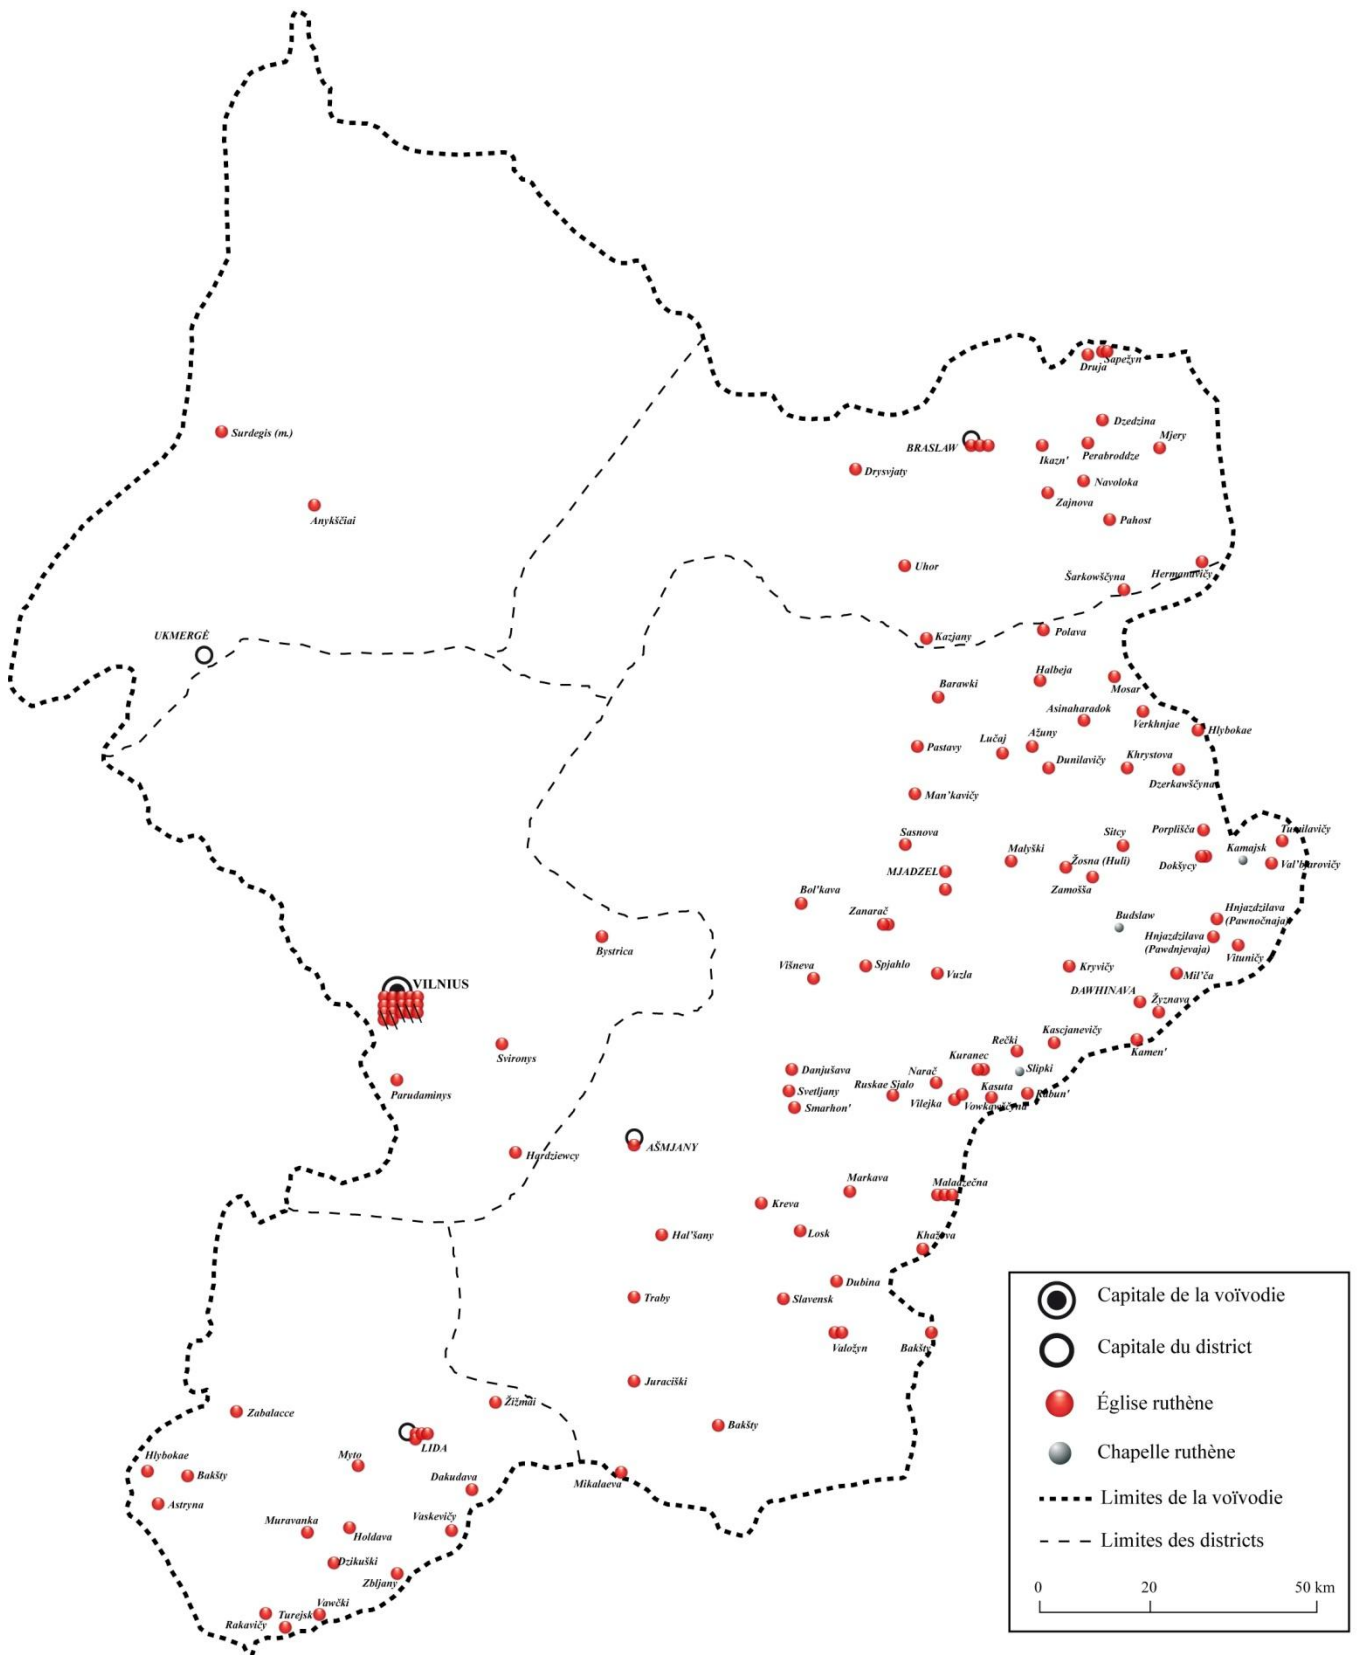 Sapežyn
Druja
Dzedzina
Surdegis (m.)
BRASLAW
Ikazn'
Perabroddze
Mjery
Drysvjaty
Navoloka
Zajnova
Anykščiai
Pahost
Uhor
Šarkowščyna
Hermanavičy
UKMERGĖ
Kazjany
Polava
Halbeja
Barawki
Mosar
Asinaharadok
Verkhnjae
Hlybokae
Pastavy
Lučaj
Ažuny
Dunilavičy
Khrystova
Dzerkawščyna
Man'kavičy
Sasnova
Malyški
Sitcy
Porplišča
Tumilavičy
Kamajsk
MJADZEL
Žosna (Huli)
Dokšycy
Val'bjarovičy
Zamošša
Bol'kava
Zanarač
Budslaw
Hnjazdzilava
(Pawnočnaja)
Bystrica
Hnjazdzilava
(Pawdnjevaja)
Vituničy
Višneva
Spjahlo
Vuzla
Kryvičy
Mil'ča
VILNIUS
DAWHINAVA
Žyznava
Svironys
Rečki
Kascjanevičy
Kamen'
Parudaminys
Danjušava
Narač
Kuranec
Slipki
Svetljany
Ruskae Sjalo
Kasuta
Rabun'
Smarhon'
Vilejka
Vowkawščyna
Hardziewcy
AŠMJANY
Markava
Maladzečna
Kreva
Hal'šany
Losk
Khažova
Dubina
Traby
Slavensk
Valožyn
Bakšty
Juraciški
Žižmai
Zabalacce
Bakšty
LIDA
Hlybokae
Myto
Bakšty
Dakudava
Mikalaeva
Astryna
Muravanka
Holdava
Vaskevičy
Dzikuški
Zbljany
Rakavičy
Turejsk
Vawčki
Capitale de la voïvodie
Capitale du district
Église ruthène
Chapelle ruthène
Limites de la voïvodie
Limites des districts
0 20 50 km